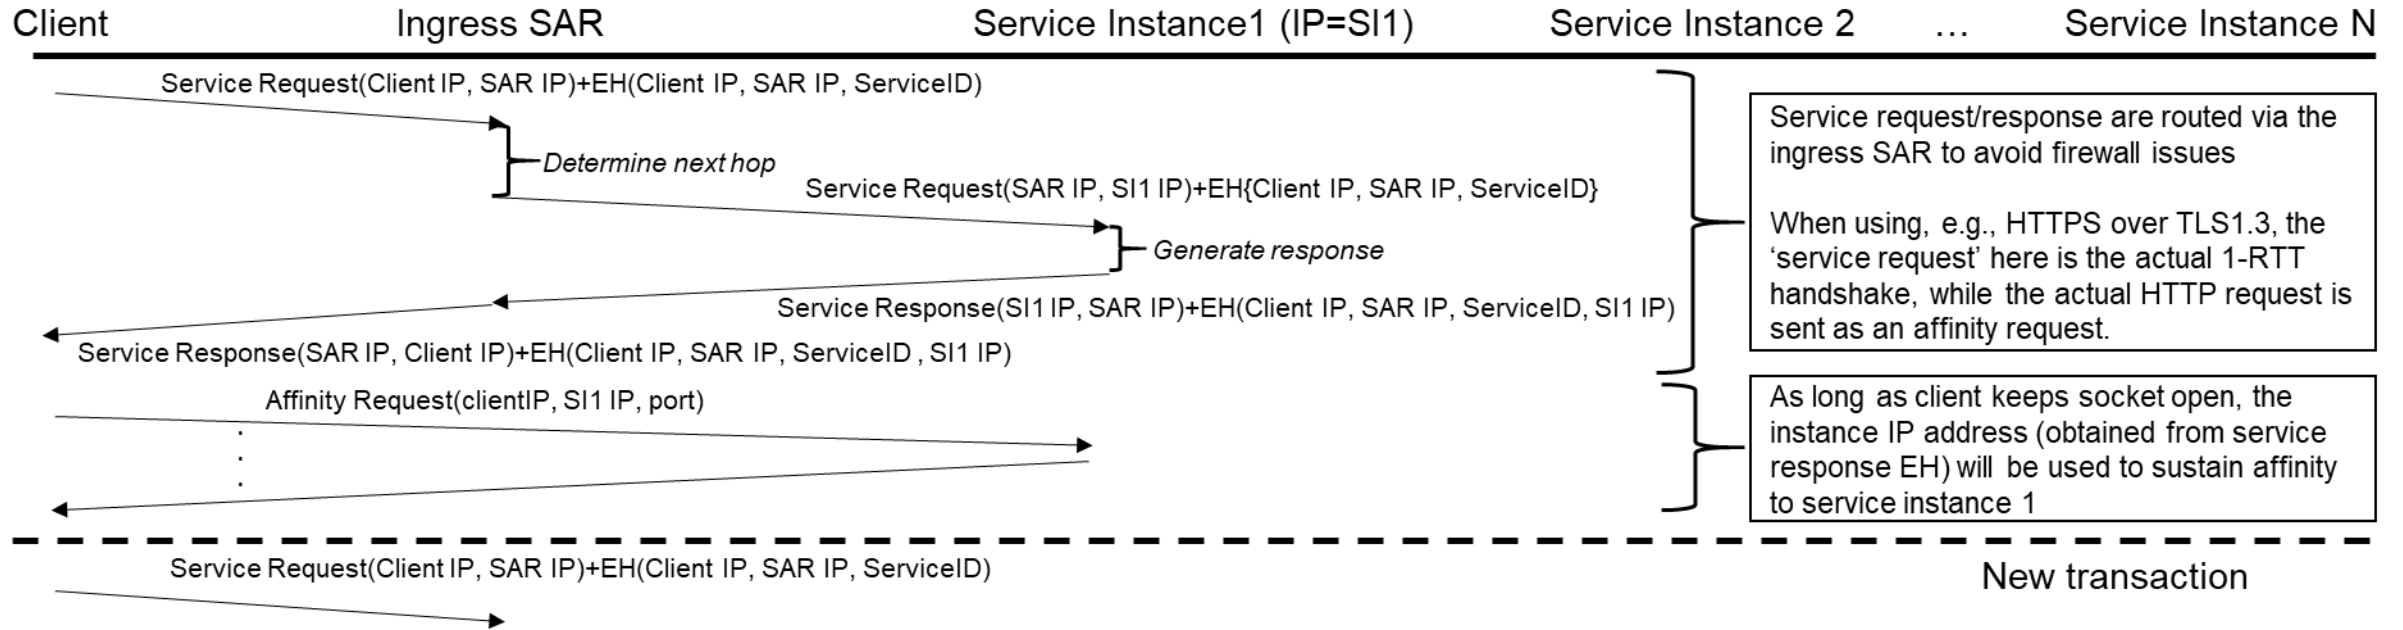 Client Ingress SAR Service Instance1 (IP=SI1) Service Instance 2 … Service Instance N
Service Request(Client IP, SAR IP)+EH(Client IP, SAR IP, ServiceID)
Determine next hop
Service Request(SAR IP, SI1 IP)+EH{Client IP, SAR IP, ServiceID}
Generate response
Service Response(SI1 IP, SAR IP)+EH(Client IP, SAR IP, ServiceID, SI1 IP)
Service Response(SAR IP, Client IP)+EH(Client IP, SAR IP, ServiceID , SI1 IP)
Service request/response are routed via the
ingress SAR to avoid firewall issues
When using, e.g., HTTPS over TLS1.3, the
‘service request’ here is the actual 1-RTT
handshake, while the actual HTTP request is
sent as an affinity request.
Affinity Request(clientIP, SI1 IP, port)
As long as client keeps socket open, the
instance IP address (obtained from service
response EH) will be used to sustain affinity
to service instance 1
Service Request(Client IP, SAR IP)+EH(Client IP, SAR IP, ServiceID)
New transaction